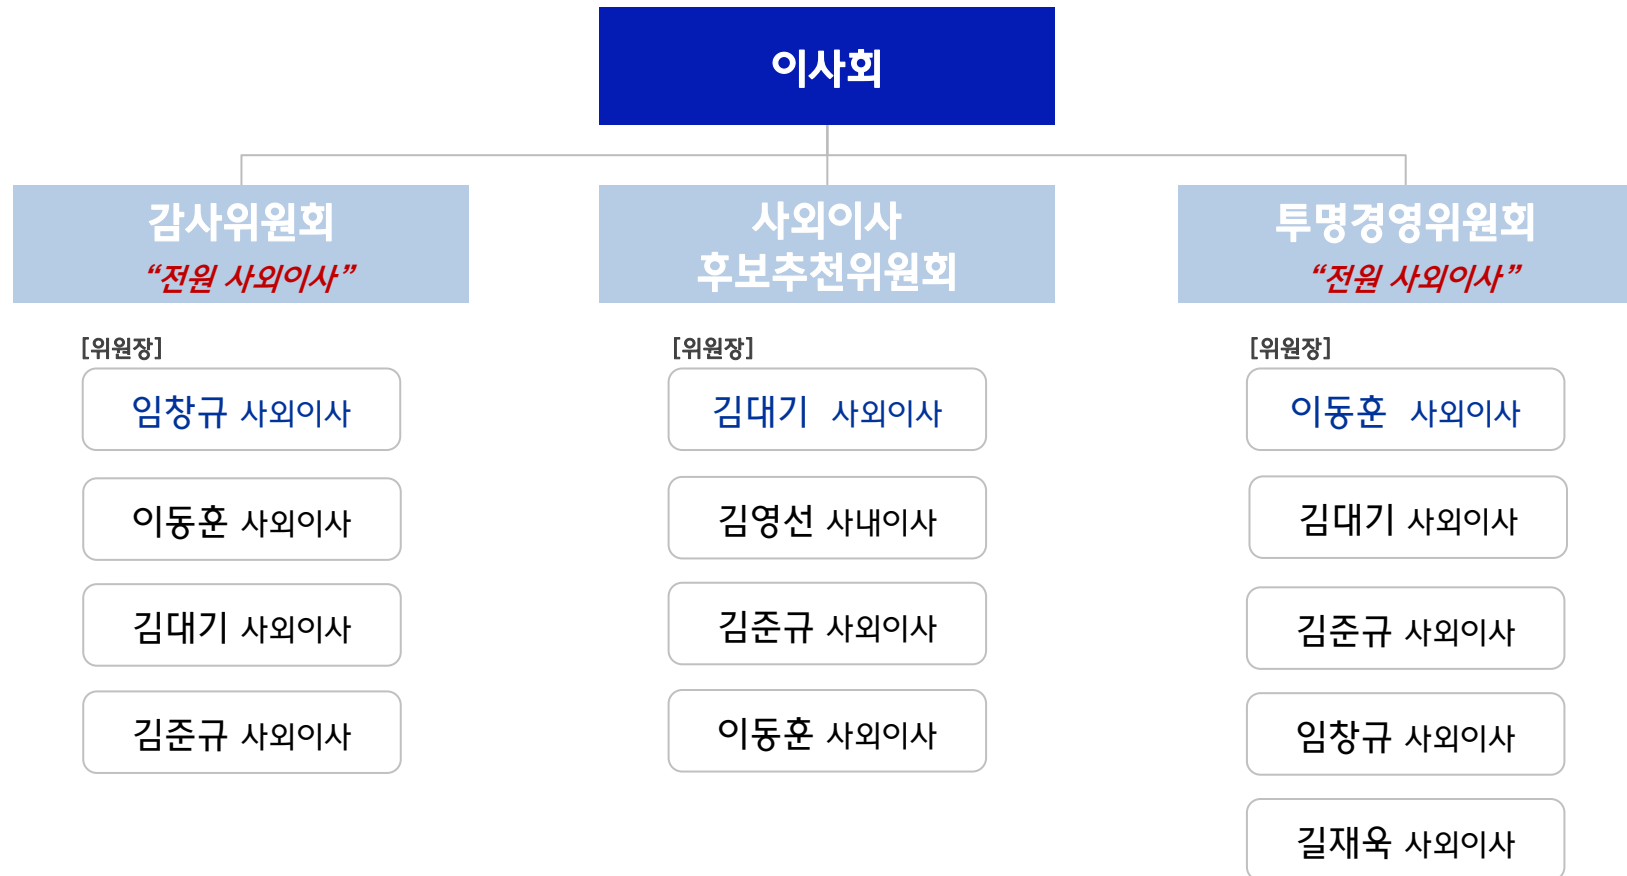 이사회
감사위원회
“전원 사외이사”
[위원장]
임창규 사외이사
이동훈 사외이사
김대기 사외이사
김준규 사외이사
사외이사
후보추천위원회
[위원장]
김대기 사외이사
김영선 사내이사
김준규 사외이사
이동훈 사외이사
투명경영위원회
“전원 사외이사”
[위원장]
이동훈 사외이사
김대기 사외이사
김준규 사외이사
임창규 사외이사
길재욱 사외이사